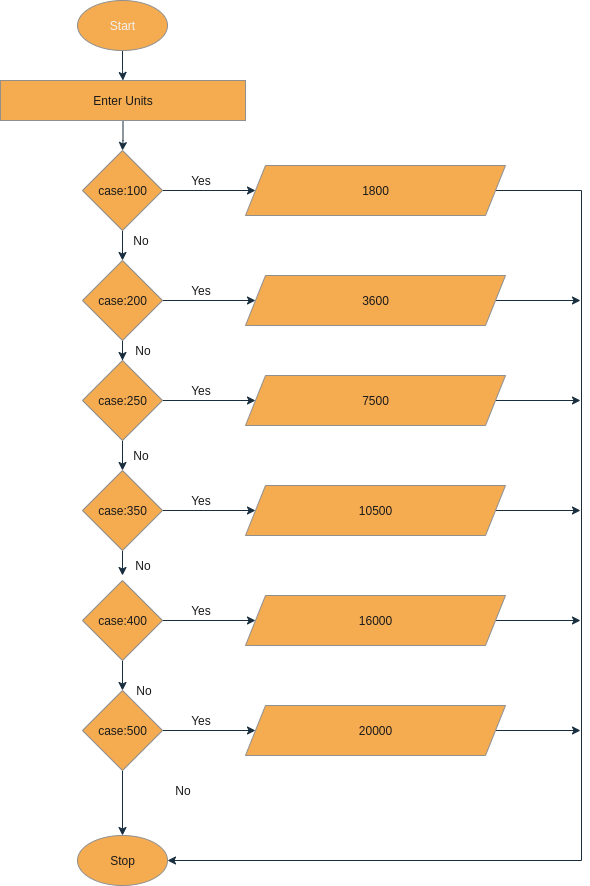 Start
Enter Units
case:100
Yes
1800
No
case:200
Yes
3600
No
case:250
Yes
7500
No
case:350
Yes
10500
No
case:400
Yes
16000
No
case:500
Yes
20000
No
Stop